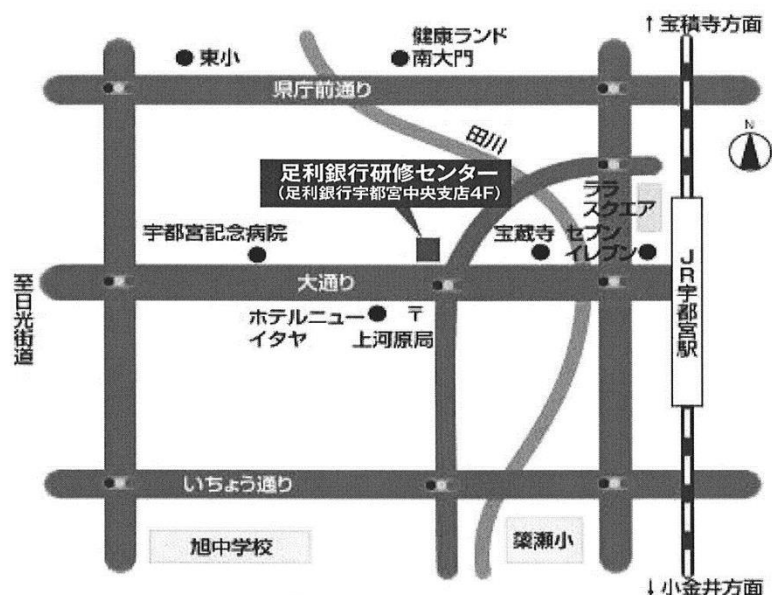 ↑宝積寺方面
東小
健康ランド
南大門
県庁前通り
田川
N
足利銀行研修センター
(足利銀行宇都宮中央支店4F)
ララ
スクエア
宇都宮記念病院
宝蔵寺
セブン
イレブン
大通り
至日光街道
JR宇都宮駅
ホテルニュー
イタヤ
〒
上河原局
いちょう通り
旭中学校
簗瀬小
↓小金井方面